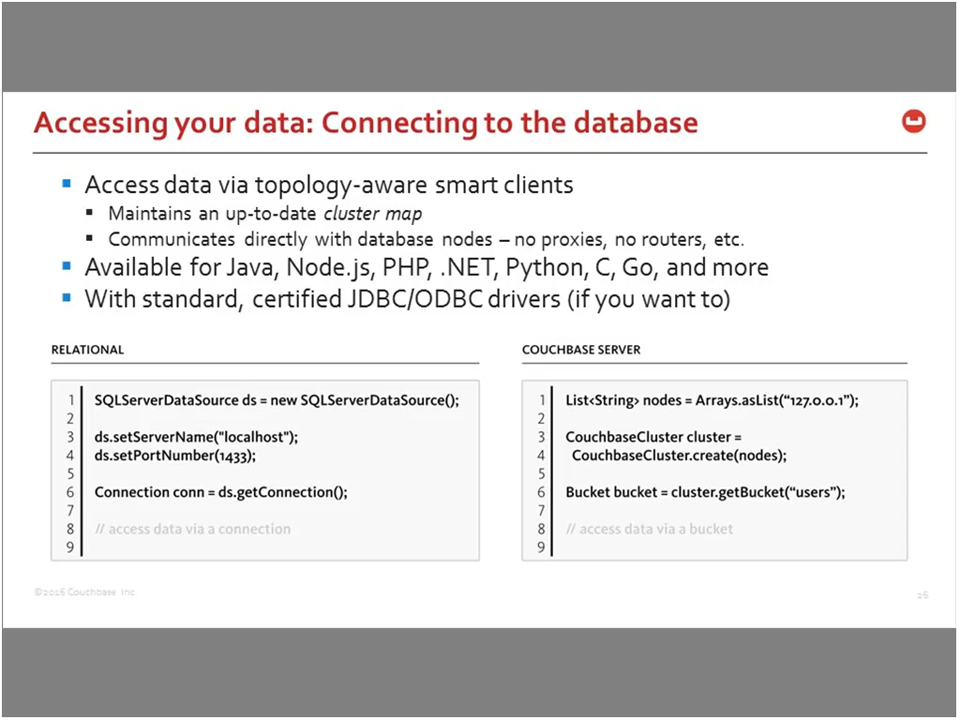 Accessing your data: Connecting to the database
Access data via topology-aware smart clients
Maintains an up-to-date cluster map
Communicates directly with database nodes – no proxies, no routers, etc.
Available for Java, Node.js, PHP, .NET, Python, C, Go, and more
With standard, certified JDBC/ODBC drivers (if you want to)
RELATIONAL
1 SQLServerDataSource ds = new SQLServerDataSource();
2
3 ds.setServerName("localhost");
4 ds.setPortNumber(1433);
5
6 Connection conn = ds.getConnection();
7
8 // access data via a connection
9
COUCHBASE SERVER
1 List<String> nodes = Arrays.asList(“127.0.0.1”);
2
3 CouchbaseCluster cluster =
4 CouchbaseCluster.create(nodes);
5
6 Bucket bucket = cluster.getBucket(“users”);
7
8 // access data via a bucket
9
©2016 Couchbase Inc
26